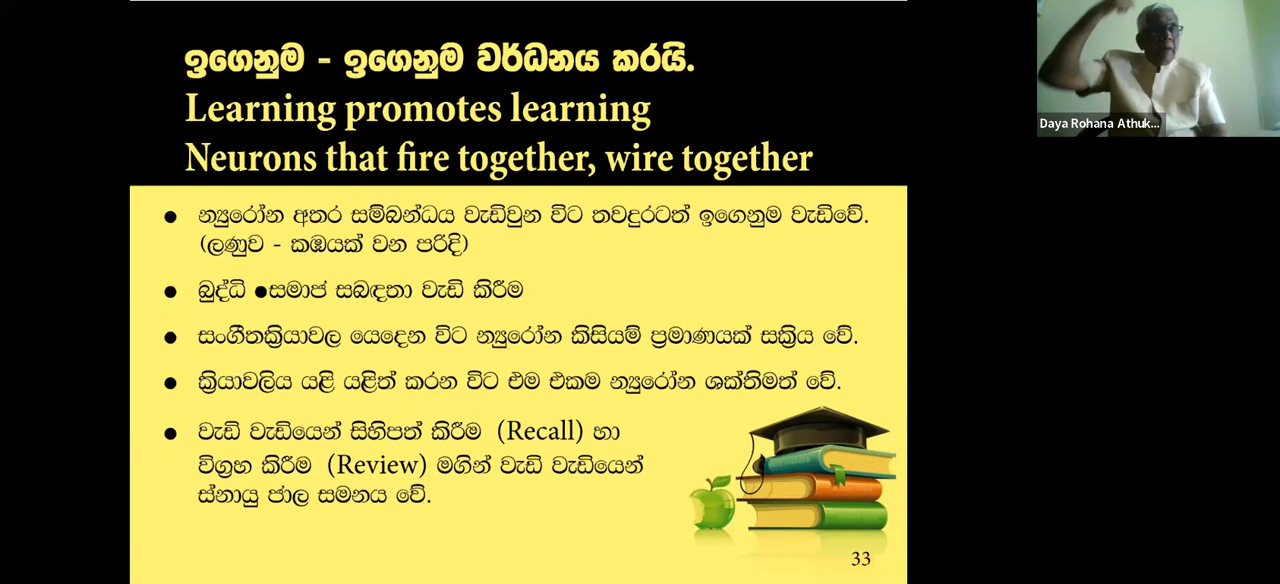 ඉගෙනුම - ඉගෙනුම වර්ධනය කරයි.
Learning promotes learning
Neurons that fire together, wire together
● න්‍යුරෝන අතර සම්බන්ධය වැඩිවුන විට තවදුරටත් ඉගෙනුම වැඩිවේ.
(ලණුව - කඹයක් වන පරිදි)
● බුද්ධි ●සමාජ සබඳතා වැඩි කිරීම
● සංගීතක්‍රියාවල යෙදෙන විට න්‍යුරෝන කිසියම් ප්‍රමාණයක් සක්‍රිය වේ.
● ක්‍රියාවලිය යළි යළිත් කරන විට එම එකම න්‍යුරෝන ශක්තිමත් වේ.
● වැඩි වැඩියෙන් සිහිපත් කිරීම (Recall) හා
විග්‍රහ කිරීම (Review) මගින් වැඩි වැඩියෙන්
ස්නායු ජාල සමනය වේ.
33
Daya Rohana Athuk...